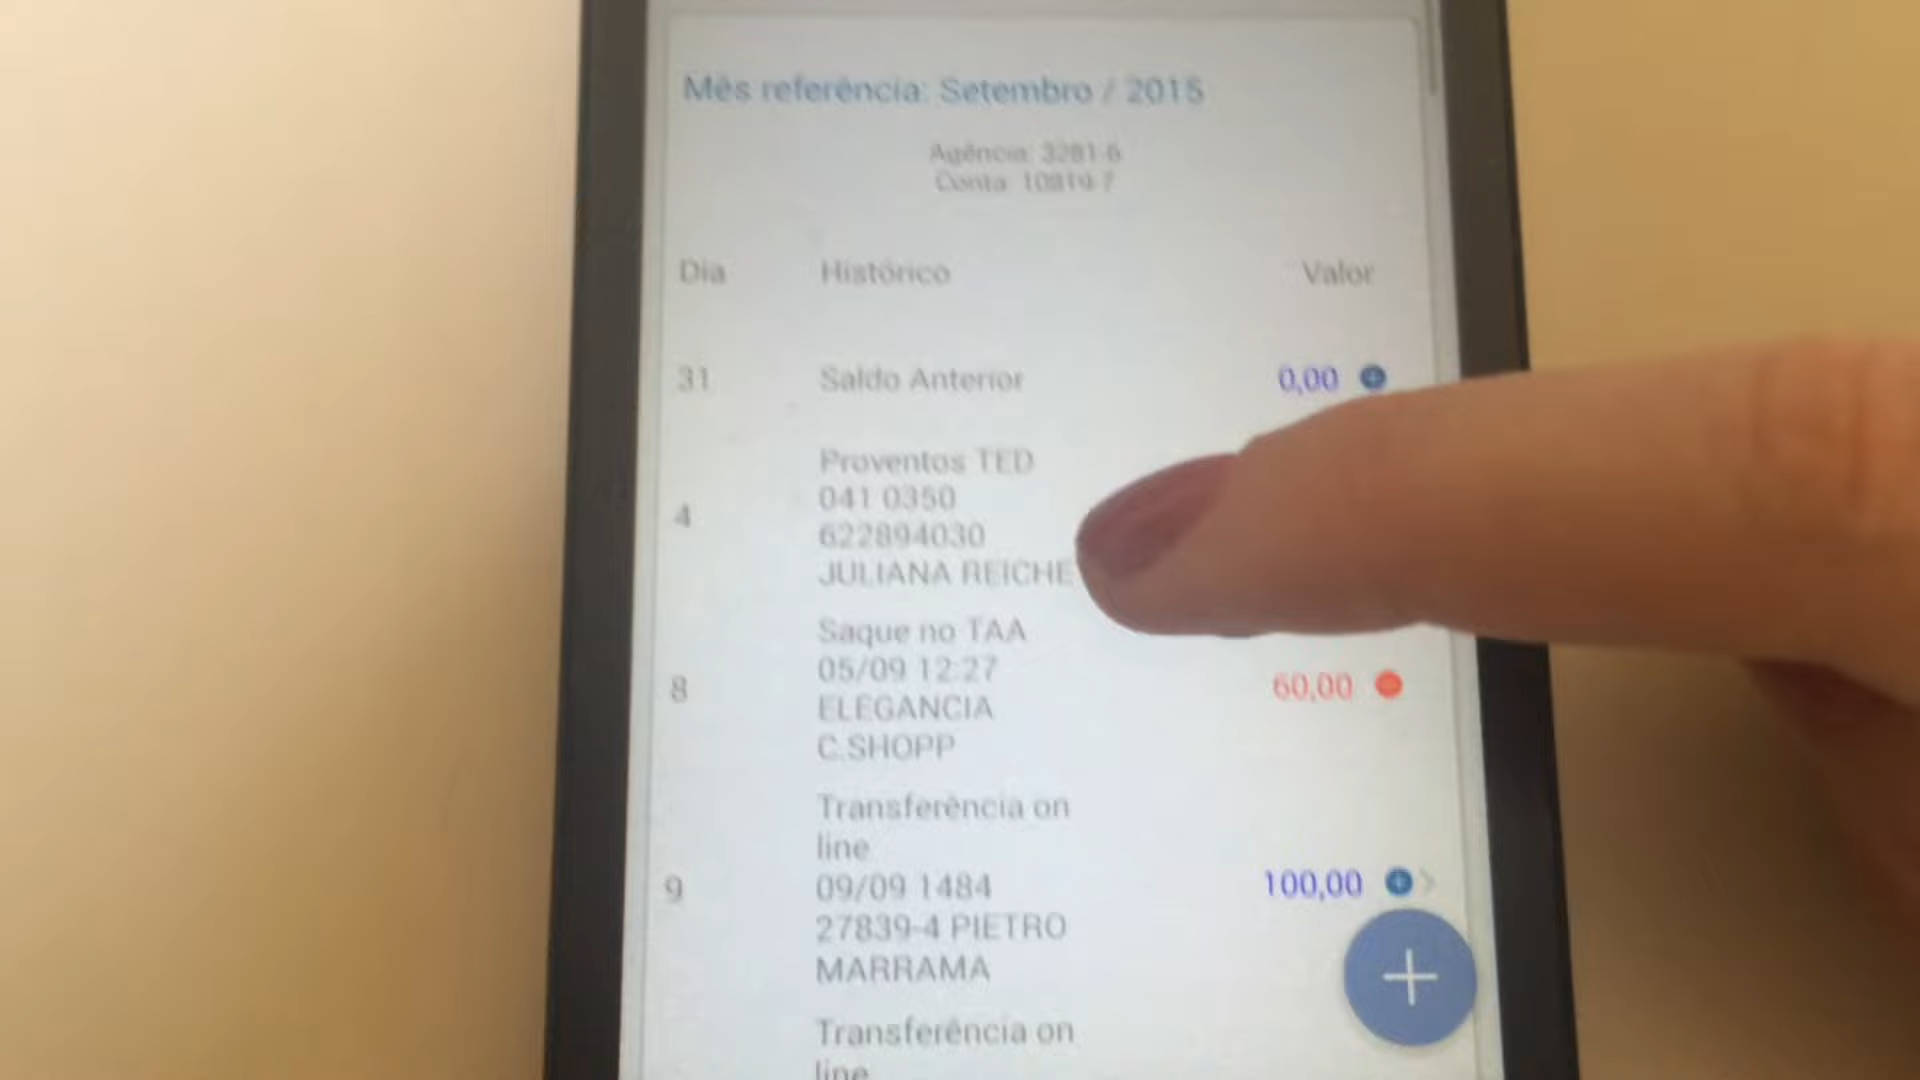 Mês referência: Setembro / 2015
Agência: 3281-6
Conta: 10819-7
Dia Histórico Valor
31 Saldo Anterior 0,00
Proventos TED
041 0350
4
622894030
JULIANA REICHE
Saque no TAA
05/09 12:27
8 60,00
ELEGANCIA
C.SHOPP
Transferência on
line
9 09/09 1484 100,00
27839-4 PIETRO
MARRAMA
Transferência on
line